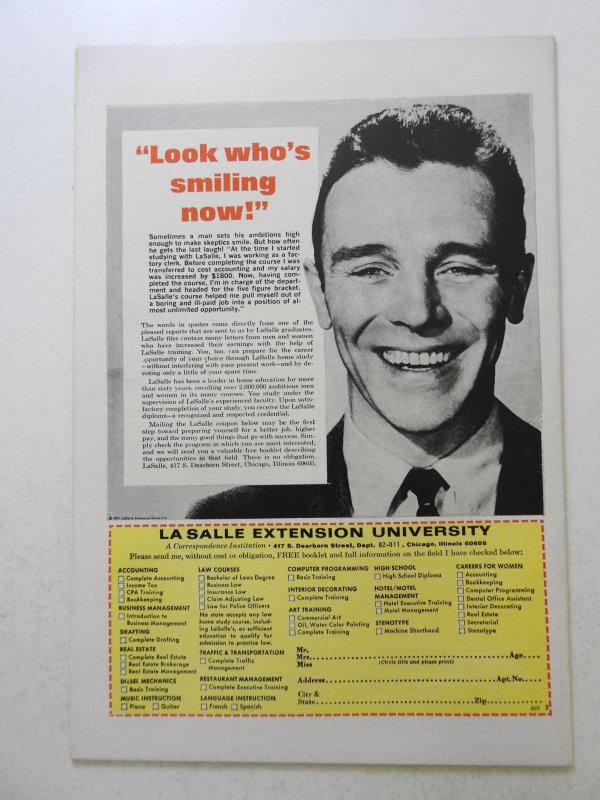 “Look who’s
smiling
now!”
Sometimes a man sets his ambitions high
enough to make skeptics smile. But how often
he gets the last laugh! "At the time I started
studying with LaSalle, I was working as a fac-
tory clerk. Before completing the course I was
transferred to cost accounting and my salary
was increased by $1800. Now, having com-
pleted the course, I'm in charge of the depart-
ment and headed for the five figure bracket.
LaSalle's course helped me pull myself out of
a boring and ill-paid job into a position of al-
most unlimited opportunity."
The words in quotes come directly from one of the
pleased reports that are sent to us by LaSalle graduates.
LaSalle files contain many letters from men and women
who have increased their earnings with the help of
LaSalle training. You, too, can prepare for the career
opportunity of your choice through LaSalle home study
—without interfering with your present work—and by de-
voting only a little of your spare time.
LaSalle has been a leader in home education for more
than sixty years, enrolling over 2,000,000 ambitious men
and women in its many courses. You study under the
supervision of LaSalle's experienced faculty. Upon satis-
factory completion of your study, you receive the LaSalle
diploma—a recognized and respected credential.
Mailing the LaSalle coupon below may be the first
step toward preparing yourself for a better job, higher
pay, and the many good things that go with success. Sim-
ply check the program in which you are most interested,
and we will send you a valuable free booklet describing
the opportunities in that field. There is no obligation.
LaSalle, 417 S. Dearborn Street, Chicago, Illinois 60605.
© 1971 LaSalle Extension University
LA SALLE EXTENSION UNIVERSITY
A Correspondence Institution • 417 S. Dearborn Street, Dept. 82-011, Chicago, Illinois 60605
Please send me, without cost or obligation, FREE booklet and full information on the field I have checked below:
ACCOUNTING
Complete Accounting
Income Tax
CPA Training
Bookkeeping
BUSINESS MANAGEMENT
Introduction to
Business Management
DRAFTING
Complete Drafting
REAL ESTATE
Complete Real Estate
Real Estate Brokerage
Real Estate Management
DIESEL MECHANICS
Basic Training
MUSIC INSTRUCTION
Piano Guitar
LAW COURSES
Bachelor of Laws Degree
Business Law
Insurance Law
Claim Adjusting Law
Law for Police Officers
No state accepts any law
home study course, includ-
ing LaSalle's, as sufficient
education to qualify for
admission to practice law.
TRAFFIC & TRANSPORTATION
Complete Traffic
Management
RESTAURANT MANAGEMENT
Complete Executive Training
LANGUAGE INSTRUCTION
French Spanish
COMPUTER PROGRAMMING
Basic Training
INTERIOR DECORATING
Complete Training
ART TRAINING
Commercial Art
Oil, Water Color Painting
Complete Training
HIGH SCHOOL
High School Diploma
HOTEL/MOTEL
MANAGEMENT
Hotel Executive Training
Motel Management
STENOTYPE
Machine Shorthand
CAREERS FOR WOMEN
Accounting
Bookkeeping
Computer Programming
Dental Office Assistant
Interior Decorating
Real Estate
Secretarial
Stenotype
Mr.
Mrs. Age
Miss (Circle title and please print)
Address Apt. No.
City &
State Zip